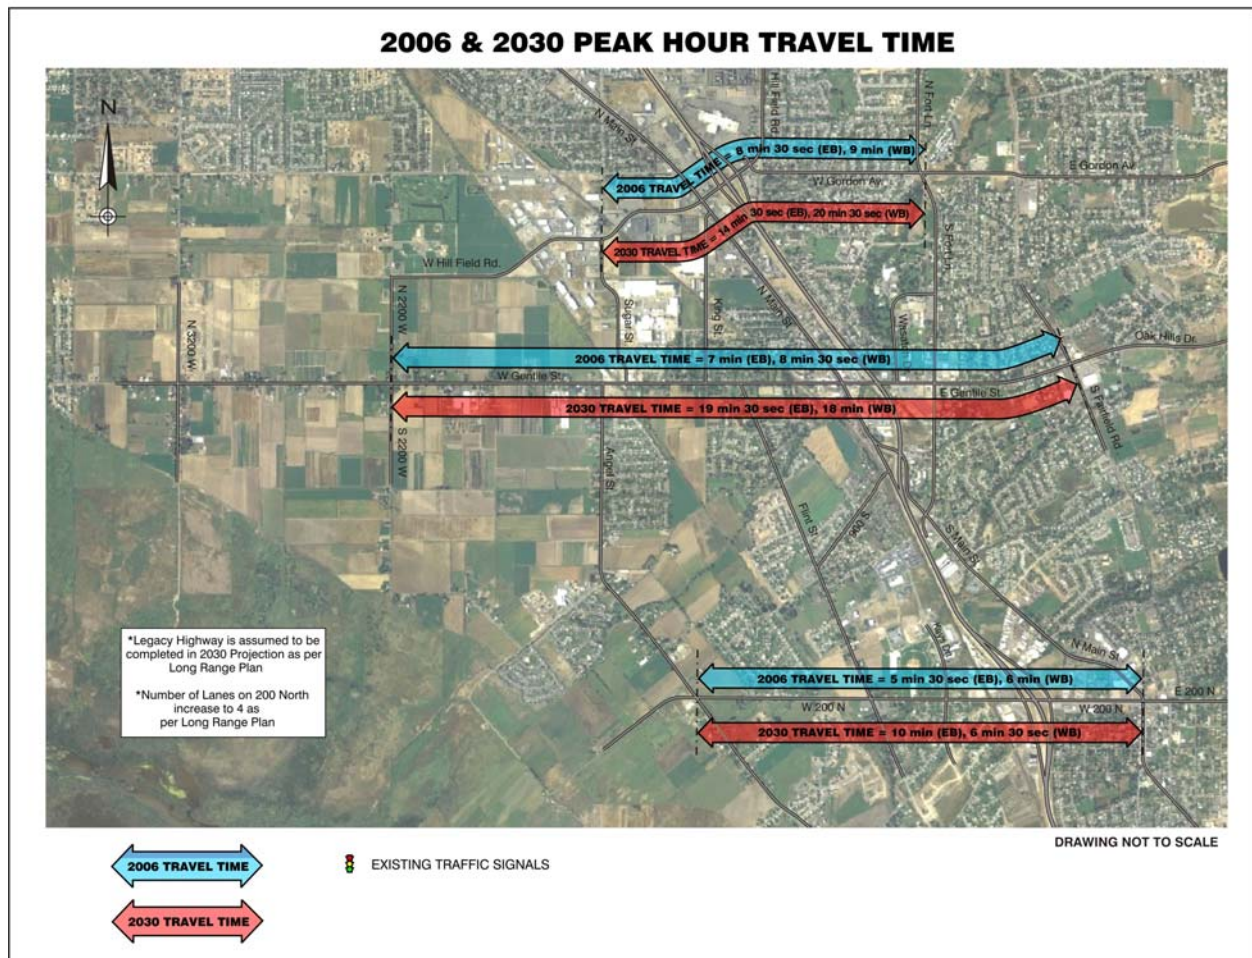 2006 & 2030 PEAK HOUR TRAVEL TIME
N
N Main St.
Hill Field Rd.
N Fort Ln.
2006 TRAVEL TIME = 8 min 30 sec (EB), 9 min (WB)
E Gordon Av.
W Gordon Av.
2030 TRAVEL TIME = 14 min 30 sec (EB), 20 min 30 sec (WB)
S Fort Ln.
W Hill Field Rd.
N 2200 W
N 3200 W
Sugar St.
King St.
N Main St.
Oak Hills Dr.
2006 TRAVEL TIME = 7 min (EB), 8 min 30 sec (WB)
W Gentile St.
E Gentile St.
2030 TRAVEL TIME = 19 min 30 sec (EB), 18 min (WB)
S Fairfield Rd
S 2200 W
Angel St
Flint St
900 S.
S Main St.
*Legacy Highway is assumed to be
completed in 2030 Projection as per
Long Range Plan
*Number of Lanes on 200 North
increase to 4 as
per Long Range Plan
N Main St
2006 TRAVEL TIME = 5 min 30 sec (EB), 6 min (WB)
E 200 N
W 200 N
W 200 N
2030 TRAVEL TIME = 10 min (EB), 6 min 30 sec (WB)
DRAWING NOT TO SCALE
2006 TRAVEL TIME
EXISTING TRAFFIC SIGNALS
2030 TRAVEL TIME